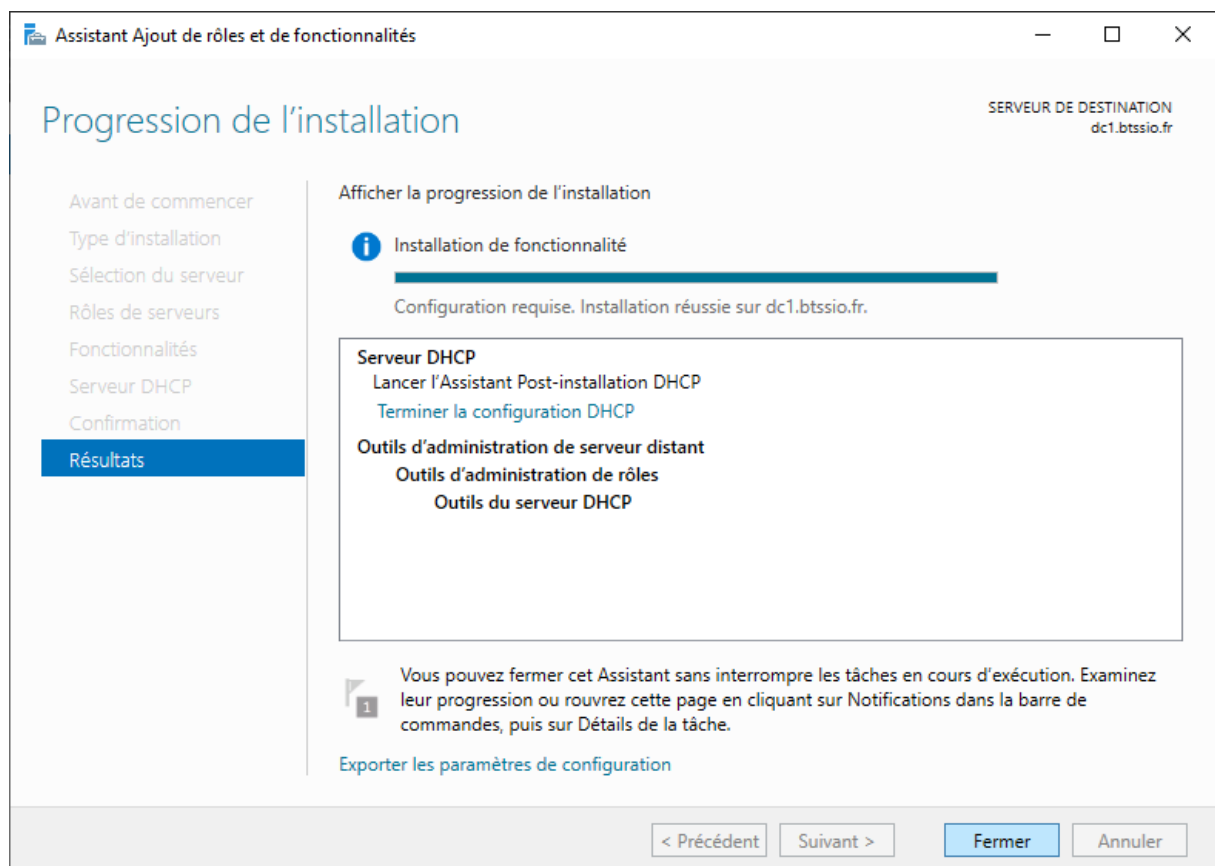 Assistant Ajout de rôles et de fonctionnalités
Progression de l’installation
SERVEUR DE DESTINATION
dc1.btssio.fr
Avant de commencer
Type d’installation
Sélection du serveur
Rôles de serveurs
Fonctionnalités
Serveur DHCP
Confirmation
Résultats
Afficher la progression de l’installation
Installation de fonctionnalité
Configuration requise. Installation réussie sur dc1.btssio.fr.
Serveur DHCP
Lancer l’Assistant Post-installation DHCP
Terminer la configuration DHCP
Outils d’administration de serveur distant
Outils d’administration de rôles
Outils du serveur DHCP
1
Vous pouvez fermer cet Assistant sans interrompre les tâches en cours d’exécution. Examinez
leur progression ou rouvrez cette page en cliquant sur Notifications dans la barre de
commandes, puis sur Détails de la tâche.
Exporter les paramètres de configuration
< Précédent
Suivant >
Fermer
Annuler